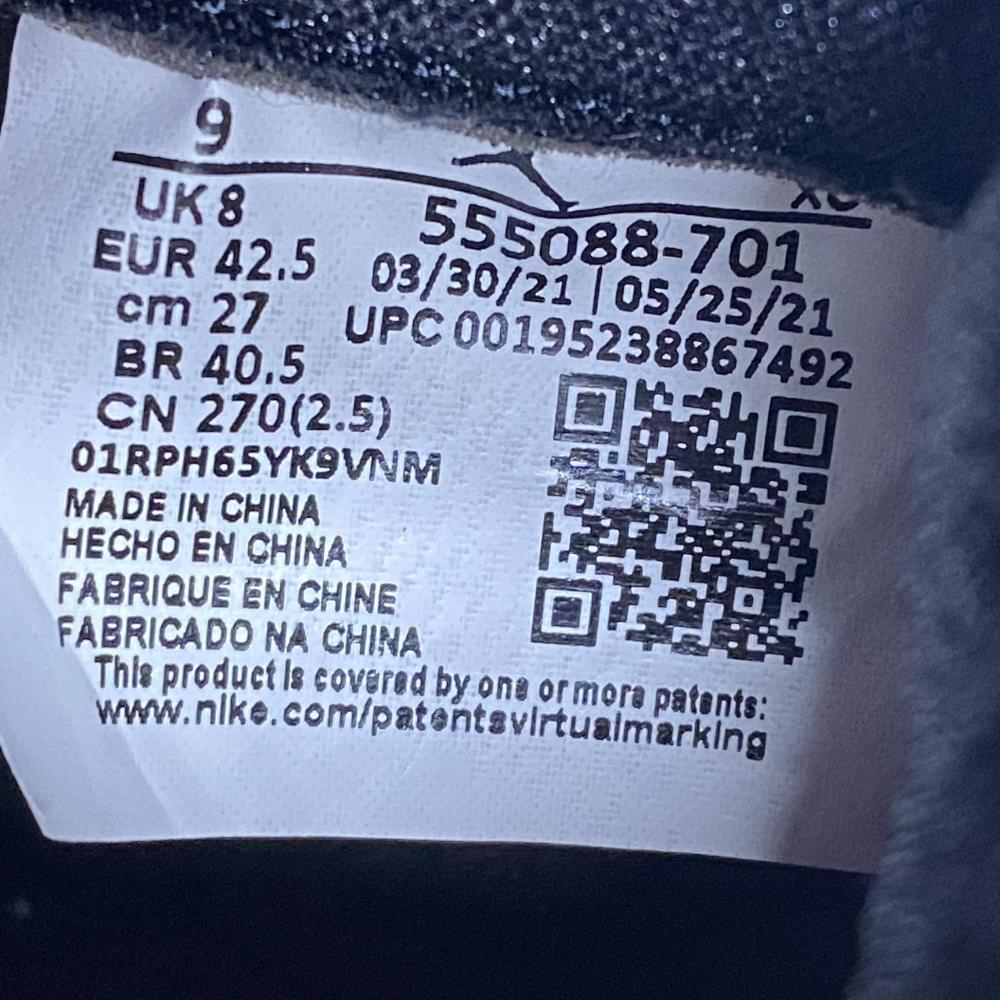 9
UK 8
EUR 42.5
cm 27
BR 40.5
CN 270(2.5)
555088-701
03/30/21 | 05/25/21
UPC 00195238867492
01RPH65YK9VNM
MADE IN CHINA
HECHO EN CHINA
FABRIQUE EN CHINE
FABRICADO NA CHINA
This product is covered by one or more patents:
www.nike.com/patentsvirtualmarking